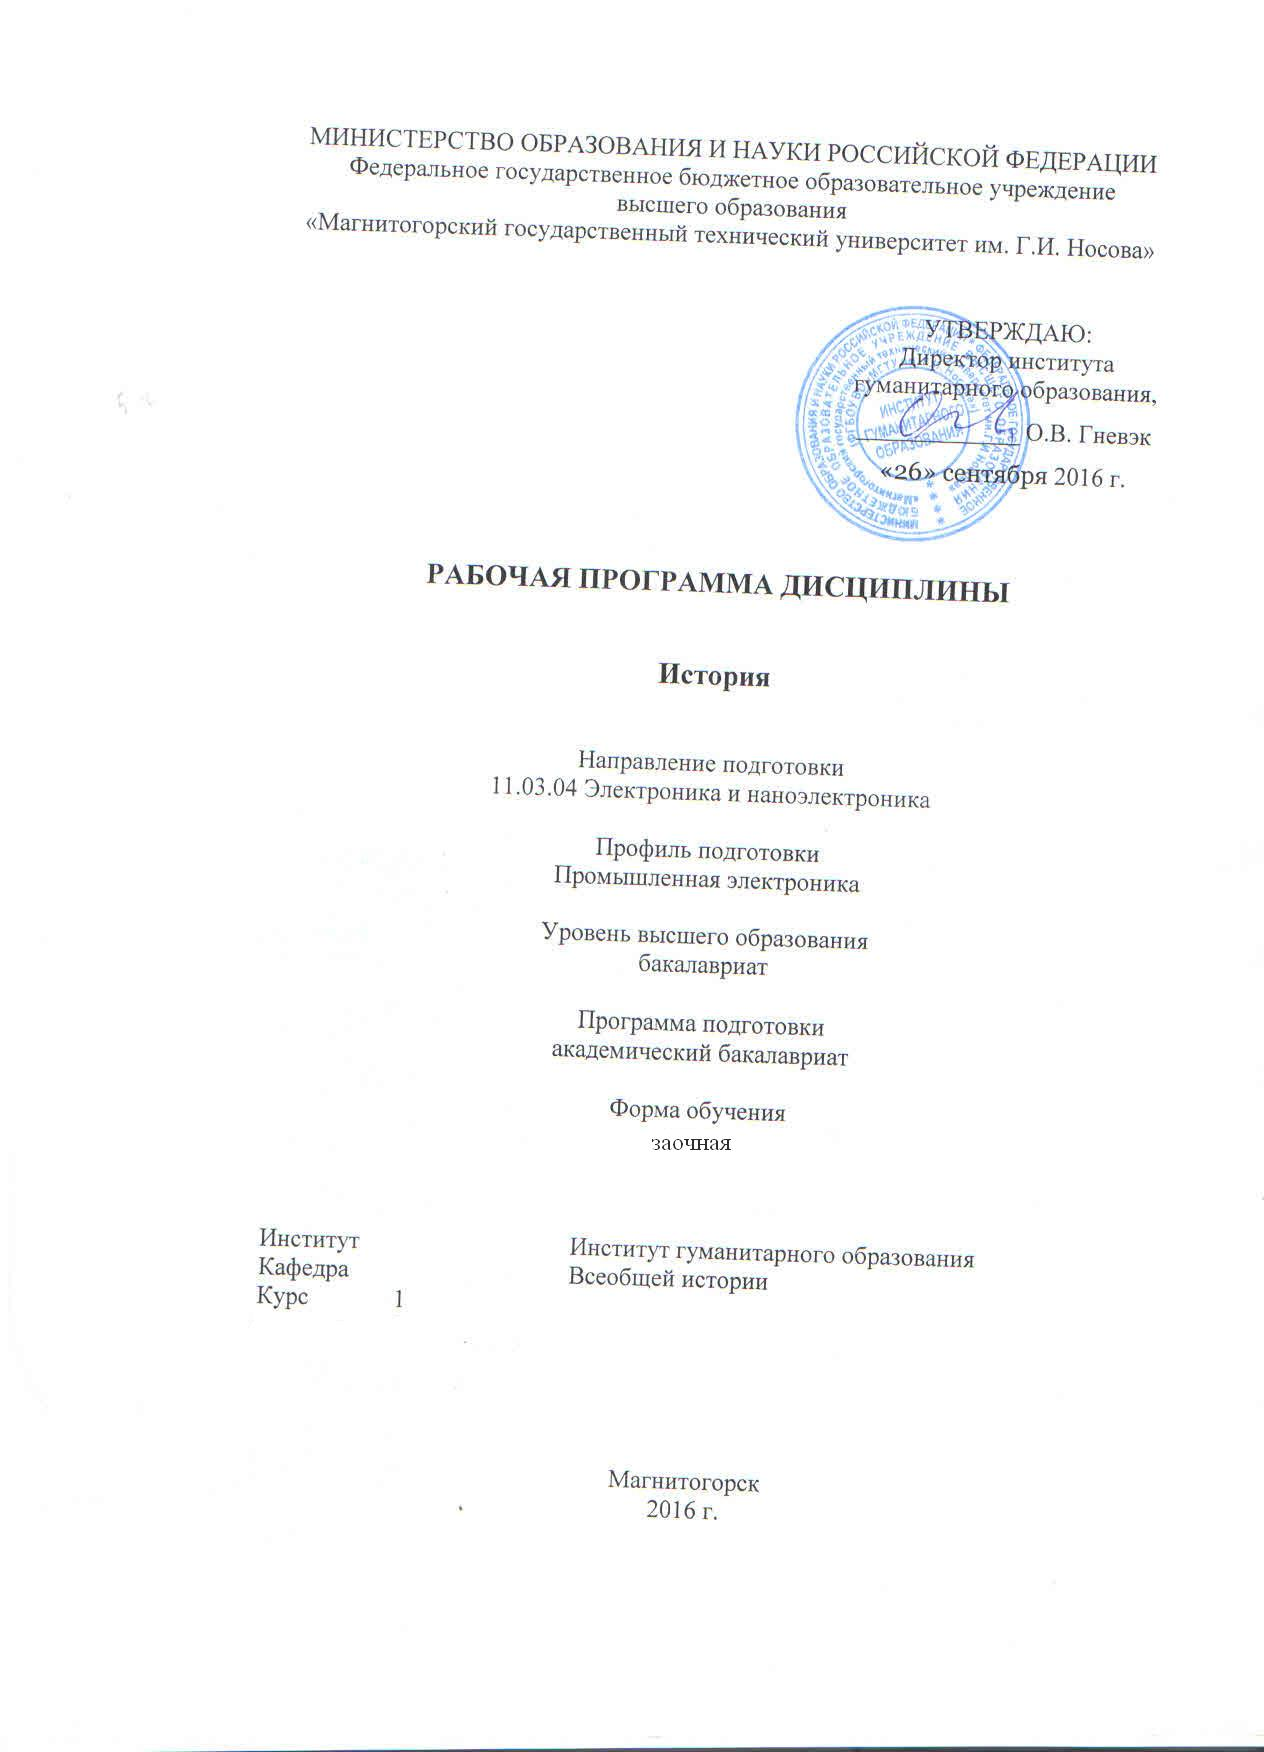 МИНИСТЕРСТВО ОБРАЗОВАНИЯ И НАУКИ РОССИЙСКОЙ ФЕДЕРАЦИИ
Федеральное государственное бюджетное образовательное учреждение
высшего образования
«Магнитогорский государственный технический университет им. Г.И. Носова»
УТВЕРЖДАЮ:
Директор института
гуманитарного образования,
О.В. Гневэк
«26» сентября 2016 г.
ИНСТИТУТ
ГУМАНИТАРНОГО
ОБРАЗОВАНИЯ
РАБОЧАЯ ПРОГРАММА ДИСЦИПЛИНЫ
История
Направление подготовки
11.03.04 Электроника и наноэлектроника
Профиль подготовки
Промышленная электроника
Уровень высшего образования
бакалавриат
Программа подготовки
академический бакалавриат
Форма обучения
заочная
Институт Институт гуманитарного образования
Кафедра Всеобщей истории
Курс 1
Магнитогорск
2016 г.